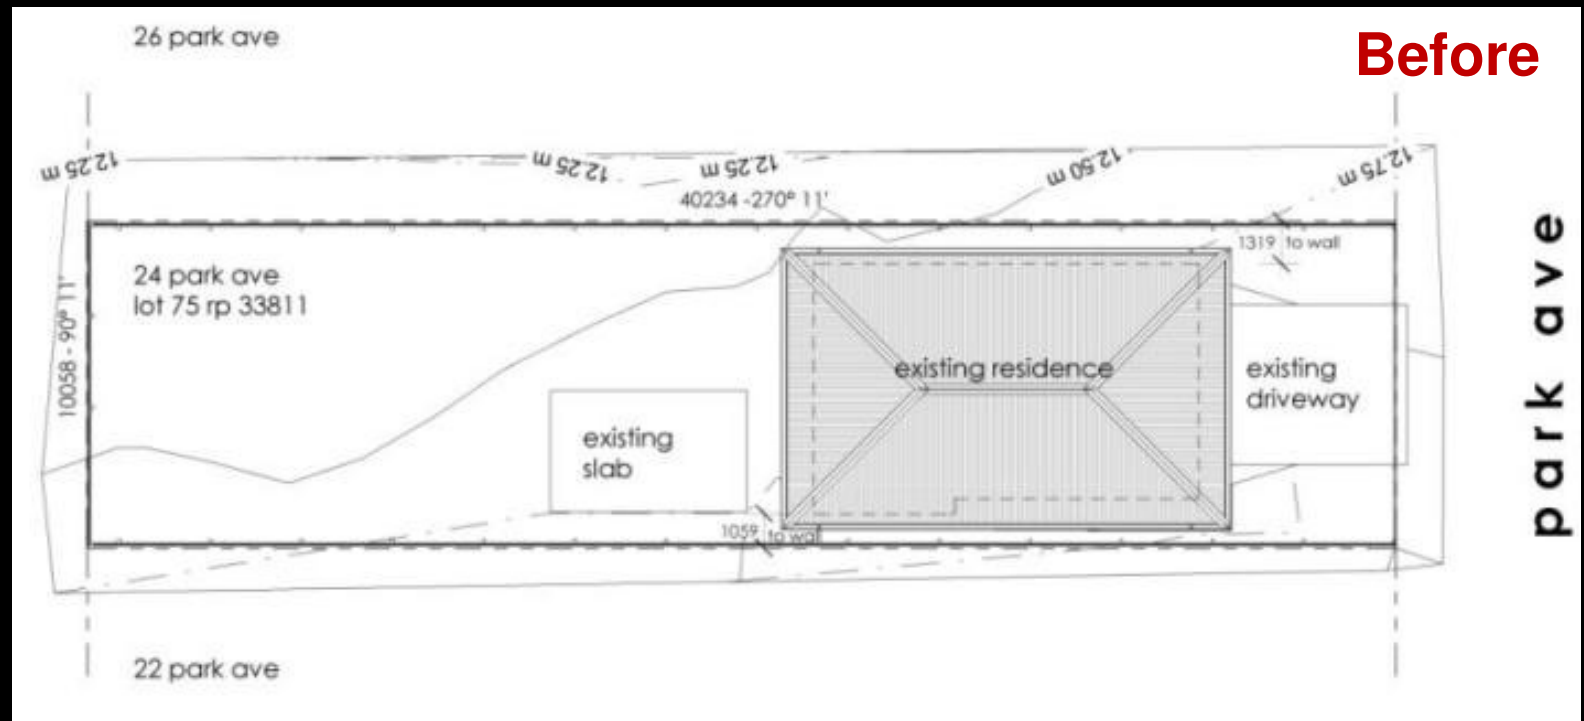 26 park ave
Before
12.25 m
12.25 m
12.25 m
12.50 m
12.75 m
40234 -270° 11'
1319 to wall
24 park ave
lot 75 rp 33811
10058 - 90° 11'
existing residence
existing
driveway
park ave
existing
slab
1059 to wall
22 park ave